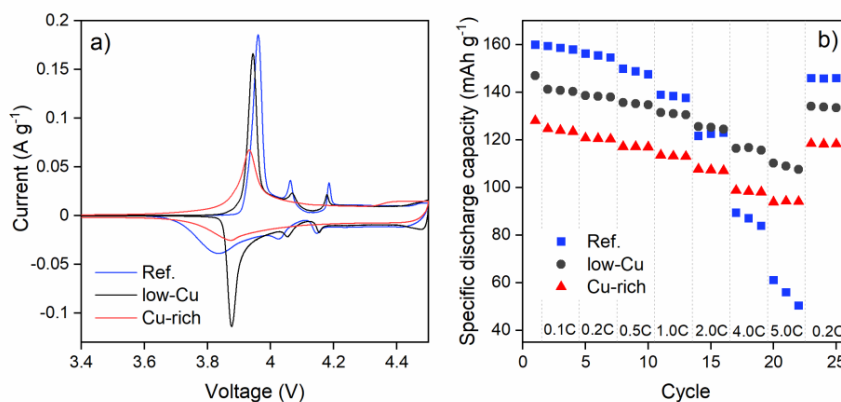 a)
Current (A g⁻¹)
0.2
0.15
0.1
0.05
0
-0.05
-0.1
Ref.
low-Cu
Cu-rich
3.4 3.6 3.8 4.0 4.2 4.4
Voltage (V)
b)
Specific discharge capacity (mAh g⁻¹)
160
140
120
100
80
60
40
Ref.
low-Cu
Cu-rich
0.1C 0.2C 0.5C 1.0C 2.0C 4.0C 5.0C 0.2C
0 5 10 15 20 25
Cycle